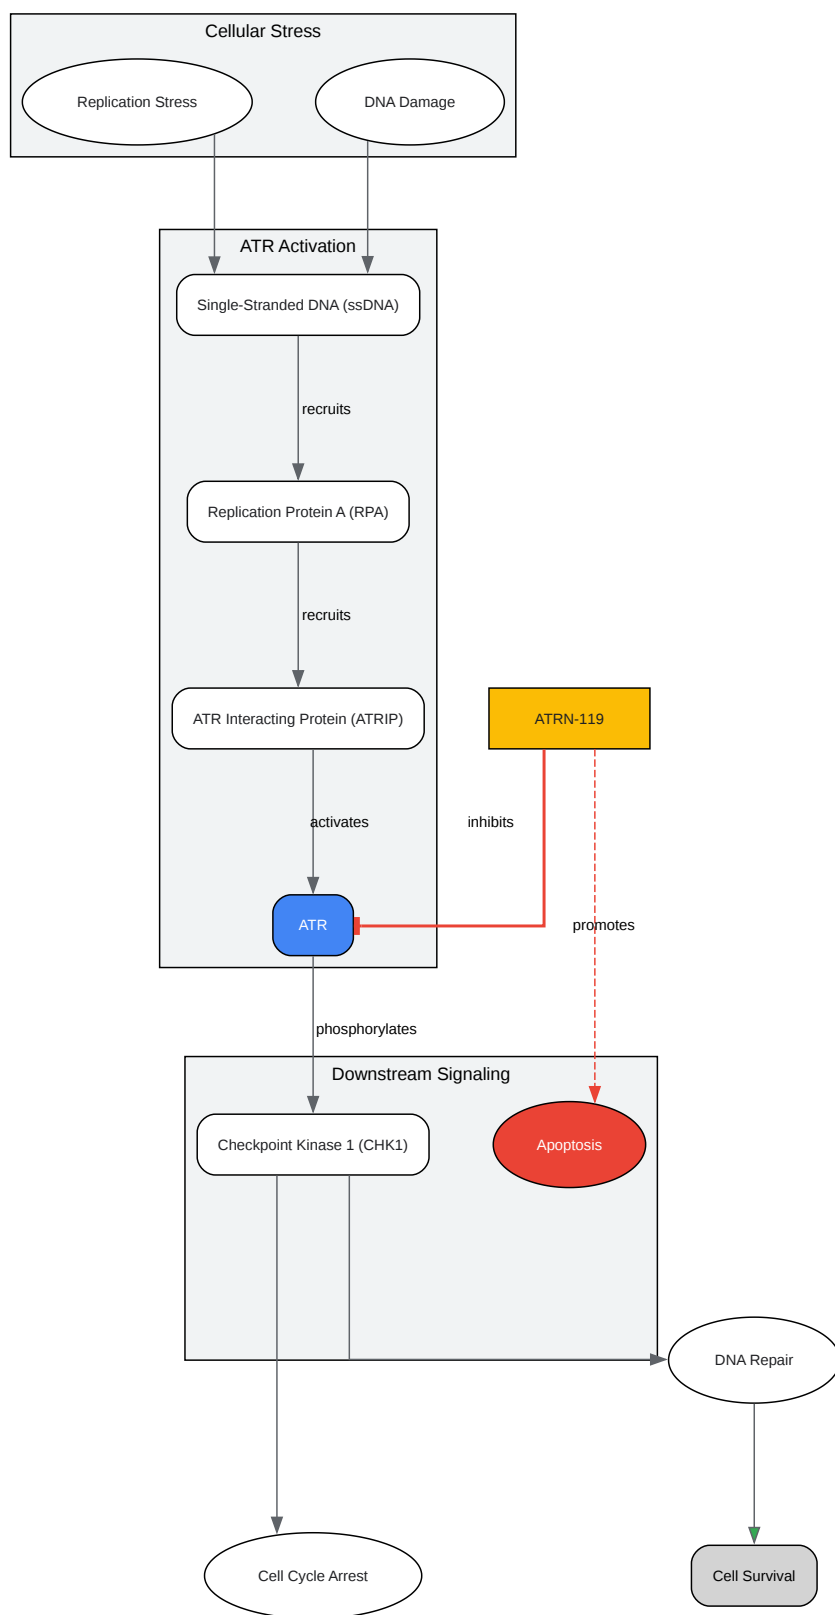 Cellular Stress
Replication Stress
DNA Damage
ATR Activation
Single-Stranded DNA (ssDNA)
recruits
Replication Protein A (RPA)
recruits
ATR Interacting Protein (ATRIP)
ATRN-119
activates
inhibits
ATR
promotes
phosphorylates
Downstream Signaling
Checkpoint Kinase 1 (CHK1)
Apoptosis
DNA Repair
Cell Cycle Arrest
Cell Survival